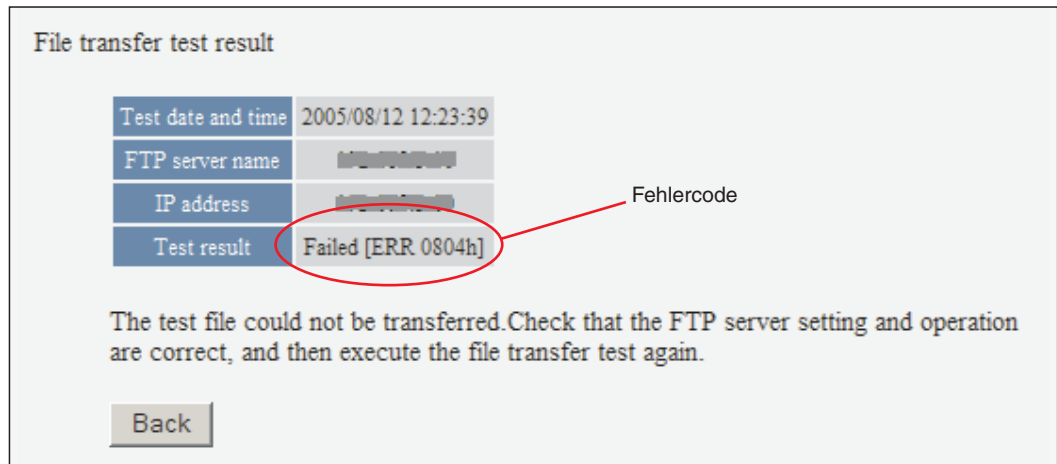 File transfer test result
Test date and time 2005/08/12 12:23:39
FTP server name
IP address
Fehlercode
Test result Failed [ERR 0804h]
The test file could not be transferred.Check that the FTP server setting and operation
are correct, and then execute the file transfer test again.
Back